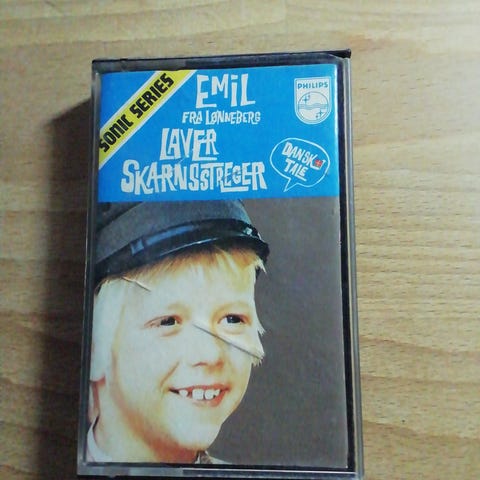 SONIC SERIES
EMIL
FRA LØNNEBERG
LAVER
SKARNSSTREGER
PHILIPS
DANSK
TALE